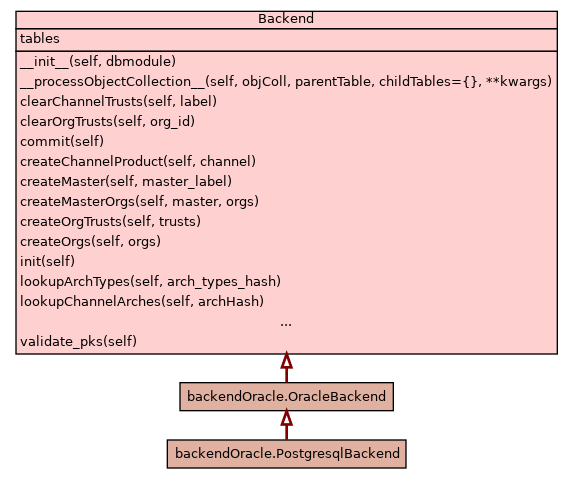 Backend
tables
__init__(self, dbmodule)
__processObjectCollection__(self, objColl, parentTable, childTables={}, **kwargs)
clearChannelTrusts(self, label)
clearOrgTrusts(self, org_id)
commit(self)
createChannelProduct(self, channel)
createMaster(self, master_label)
createMasterOrgs(self, master, orgs)
createOrgTrusts(self, trusts)
createOrgs(self, orgs)
init(self)
lookupArchTypes(self, arch_types_hash)
lookupChannelArches(self, archHash)
...
validate_pks(self)
backendOracle.OracleBackend
backendOracle.PostgresqlBackend